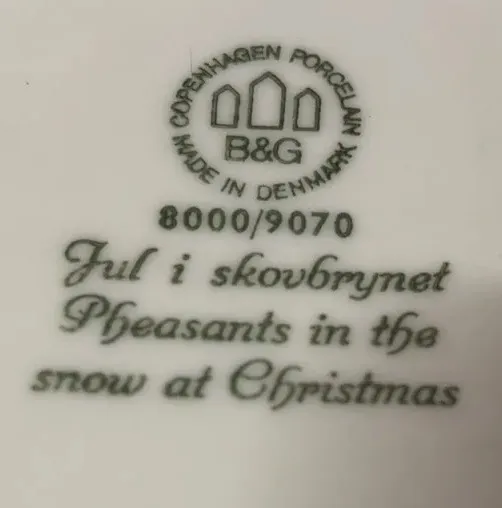 COPENHAGEN PORCELAIN
B&G
MADE IN DENMARK
8000/9070
Jul i skovbrynet
Pheasants in the
snow at Christmas